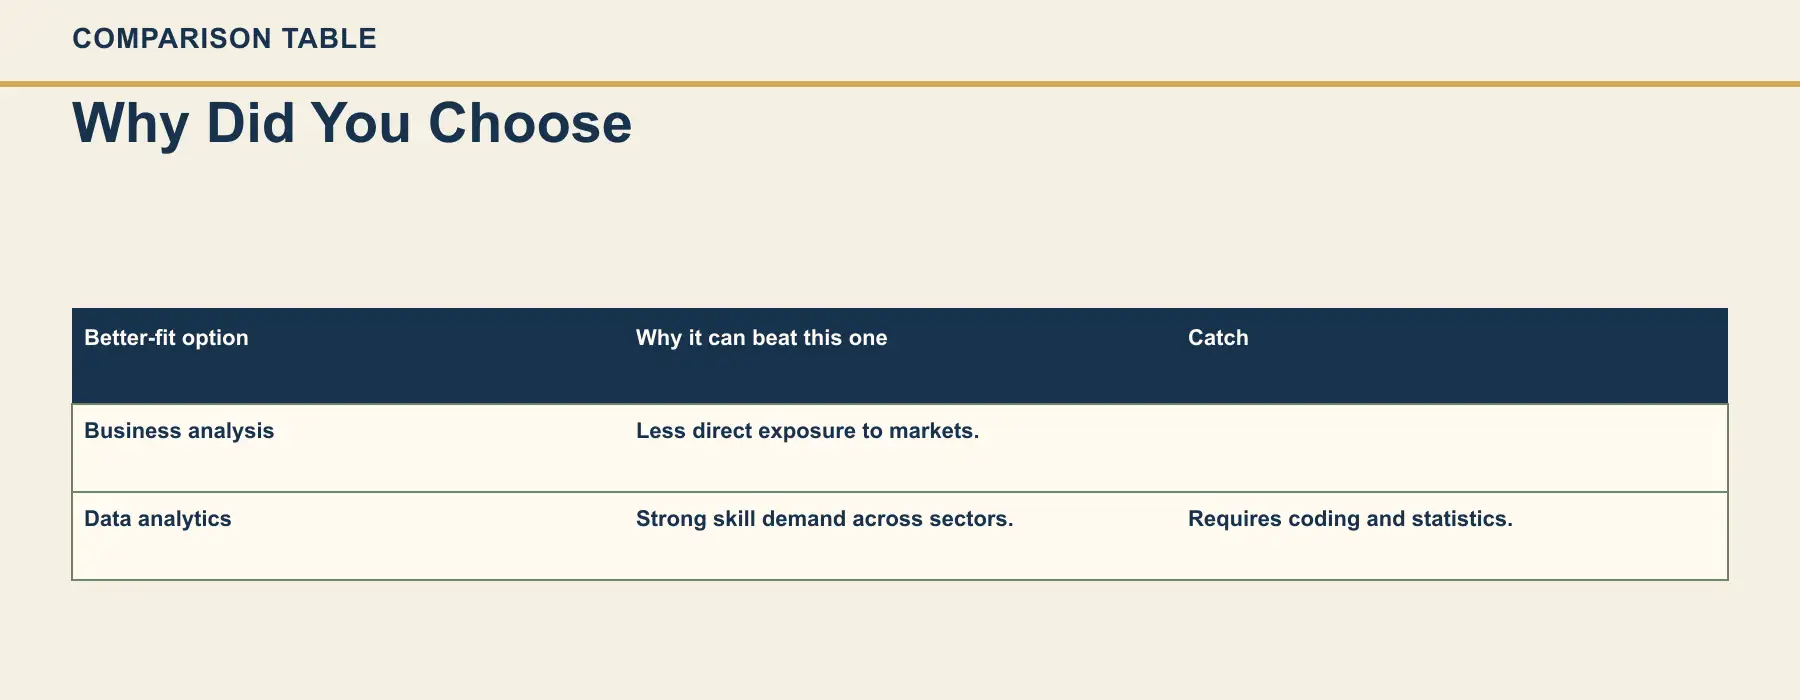 COMPARISON TABLE
Why Did You Choose
Better-fit option Why it can beat this one Catch
Business analysis Less direct exposure to markets.
Data analytics Strong skill demand across sectors. Requires coding and statistics.